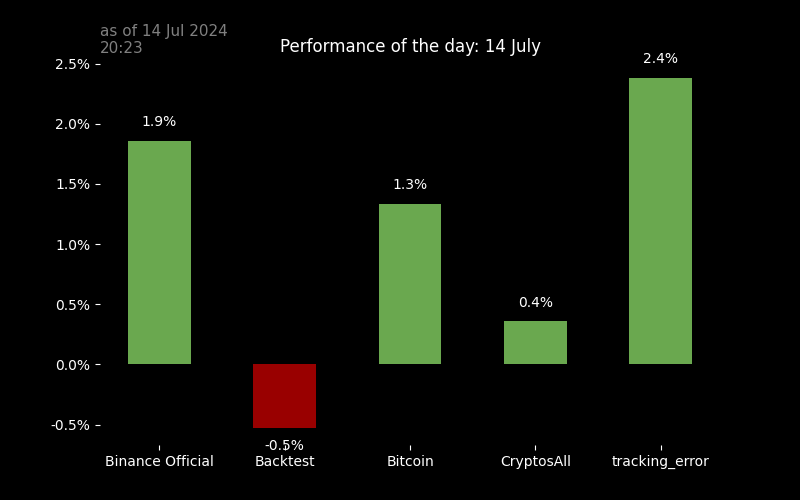 as of 14 Jul 2024
20:23
Performance of the day: 14 July
2.5%
2.0%
1.5%
1.0%
0.5%
0.0%
-0.5%
1.9%
-0.5%
1.3%
0.4%
2.4%
Binance Official
Backtest
Bitcoin
CryptosAll
tracking_error